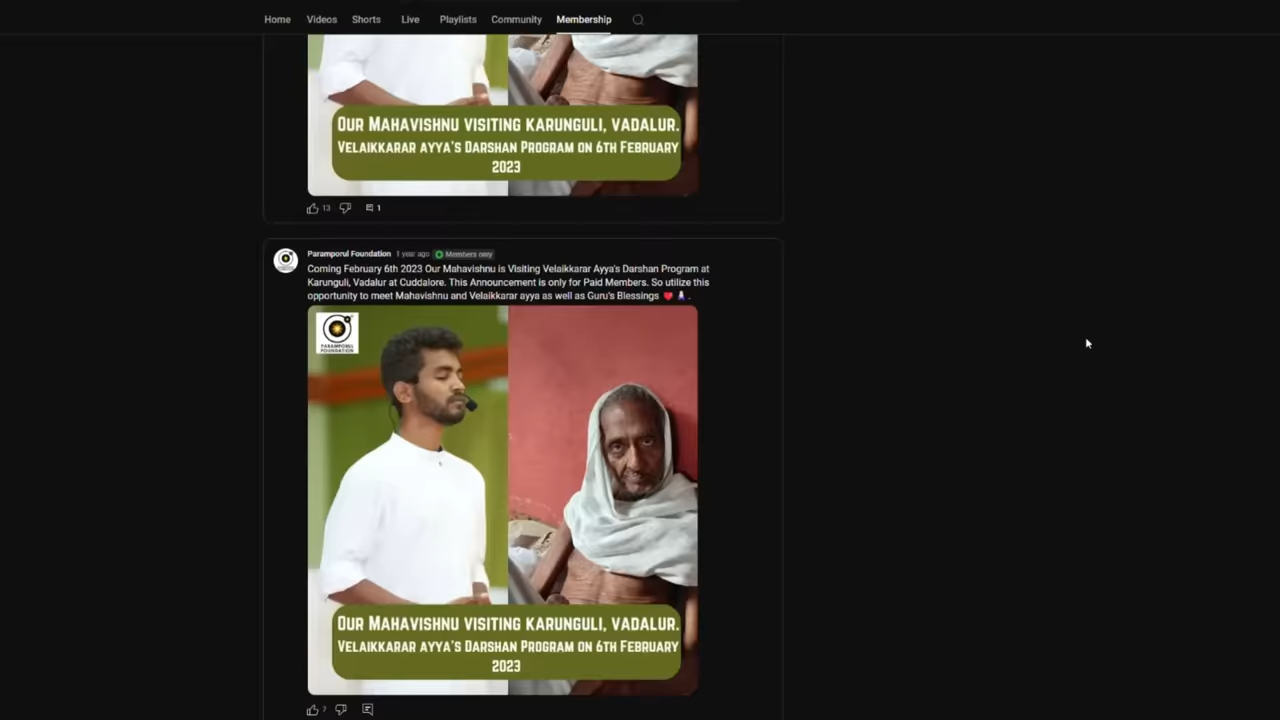 Home Videos Shorts Live Playlists Community Membership
OUR MAHAVISHNU VISITING KARUNGULI, VADALUR.
VELAIKKARAR AYYA'S DARSHAN PROGRAM ON 6TH FEBRUARY
2023
13 1
Paramporul Foundation 1 year ago Members only
Coming February 6th 2023 Our Mahavishnu is Visiting Velaikkarar Ayya's Darshan Program at
Karunguli, Vadalur at Cuddalore. This Announcement is only for Paid Members. So utilize this
opportunity to meet Mahavishnu and Velaikkarar ayya as well as Guru's Blessings ❤️ .
PARAMPORUL
FOUNDATION
OUR MAHAVISHNU VISITING KARUNGULI, VADALUR.
VELAIKKARAR AYYA'S DARSHAN PROGRAM ON 6TH FEBRUARY
2023
7